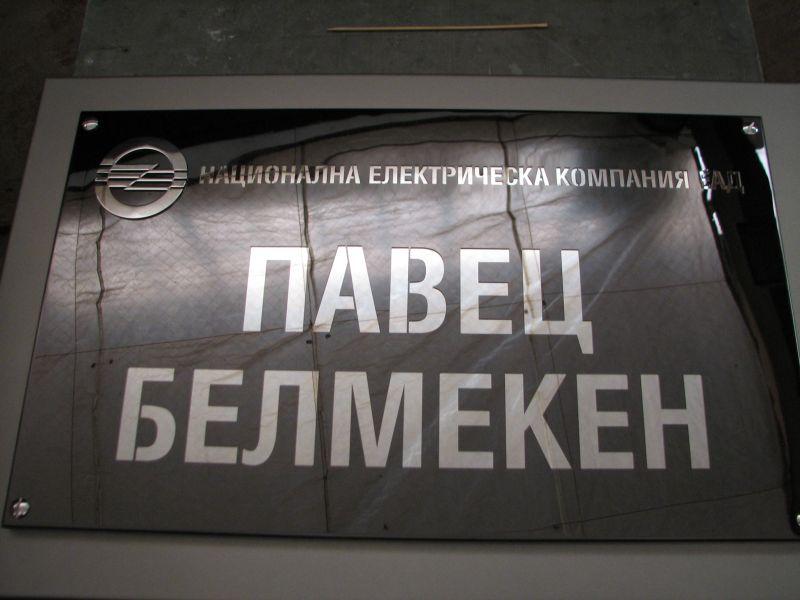 НАЦИОНАЛНА ЕЛЕКТРИЧЕСКА КОМПАНИЯ ЕАД
ПАВЕЦ
БЕЛМЕКЕН